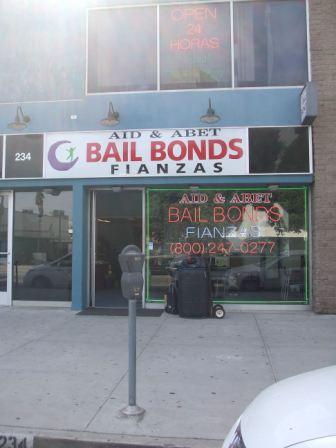 OPEN
24
HORAS
AID & ABET
234
BAIL BONDS
FIANZAS
AID & ABET
BAIL BONDS
FIANZAS
(800) 247-0277
234